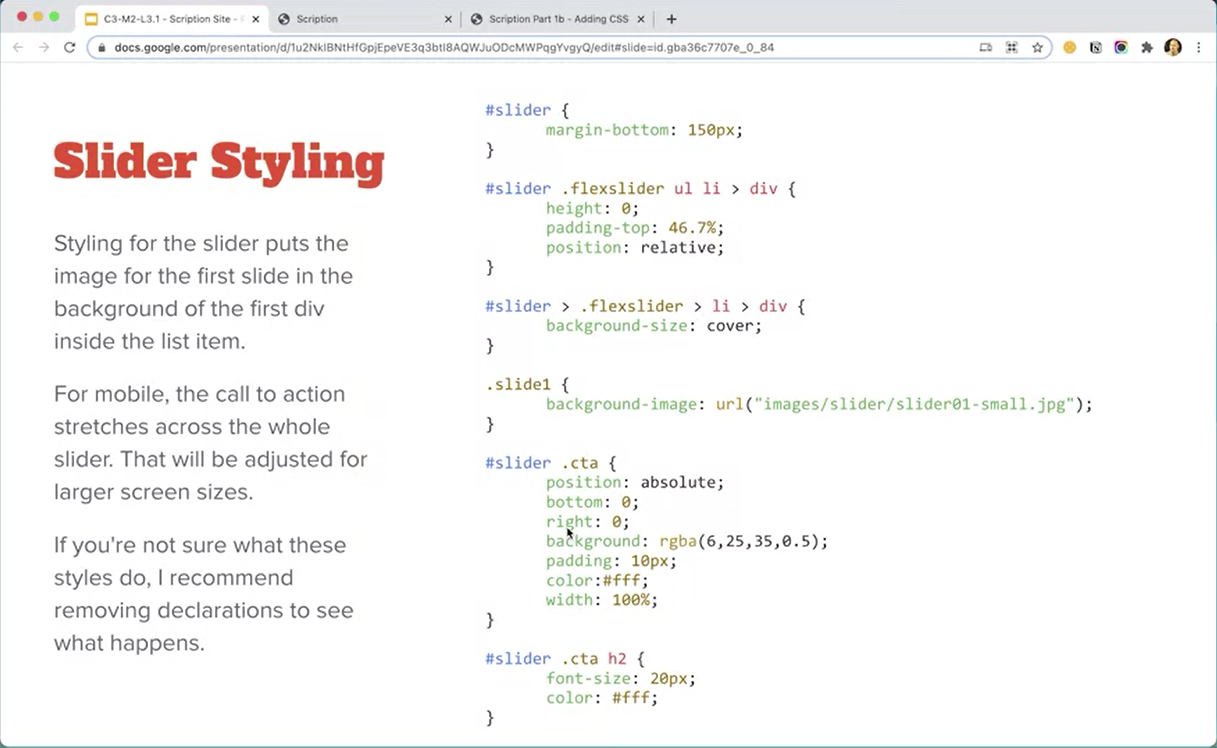 C3-M2-L3.1 - Scription Site -
Scription
Scription Part 1b - Adding CSS
docs.google.com/presentation/d/1u2NklBNtHfGpjEpeVE3q3btI8AQWJuODcMWPqgYvgyQ/edit#slide=id.gba36c7707e_0_84
Slider Styling
Styling for the slider puts the
image for the first slide in the
background of the first div
inside the list item.
For mobile, the call to action
stretches across the whole
slider. That will be adjusted for
larger screen sizes.
If you're not sure what these
styles do, I recommend
removing declarations to see
what happens.
#slider {
margin-bottom: 150px;
}
#slider .flexslider ul li > div {
height: 0;
padding-top: 46.7%;
position: relative;
}
#slider > .flexslider > li > div {
background-size: cover;
}
.slide1 {
background-image: url("images/slider/slider01-small.jpg");
}
#slider .cta {
position: absolute;
bottom: 0;
right: 0;
background: rgba(6,25,35,0.5);
padding: 10px;
color:#fff;
width: 100%;
}
#slider .cta h2 {
font-size: 20px;
color: #fff;
}